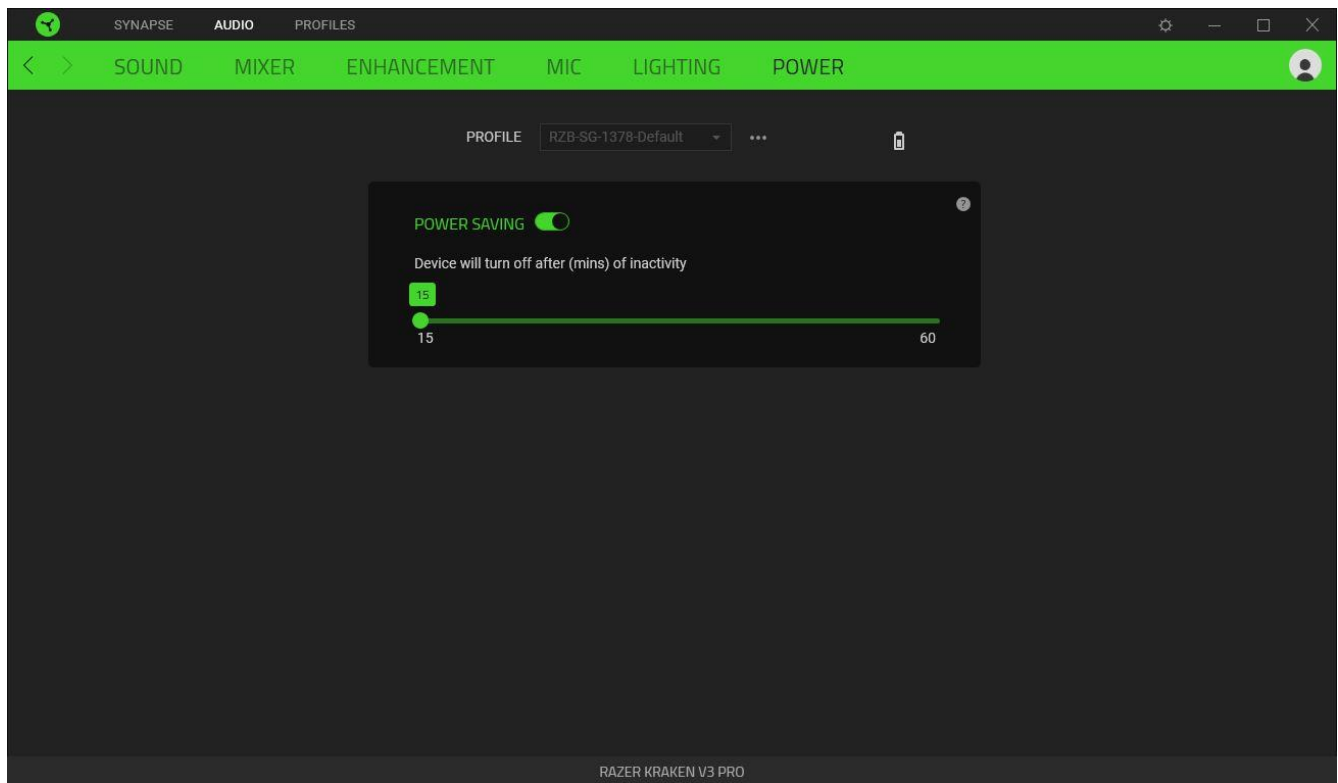 SYNAPSE AUDIO PROFILES
SOUND MIXER ENHANCEMENT MIC LIGHTING POWER
PROFILE RZB-SG-1378-Default
POWER SAVING ?
Device will turn off after (mins) of inactivity
15
15 60
RAZER KRAKEN V3 PRO